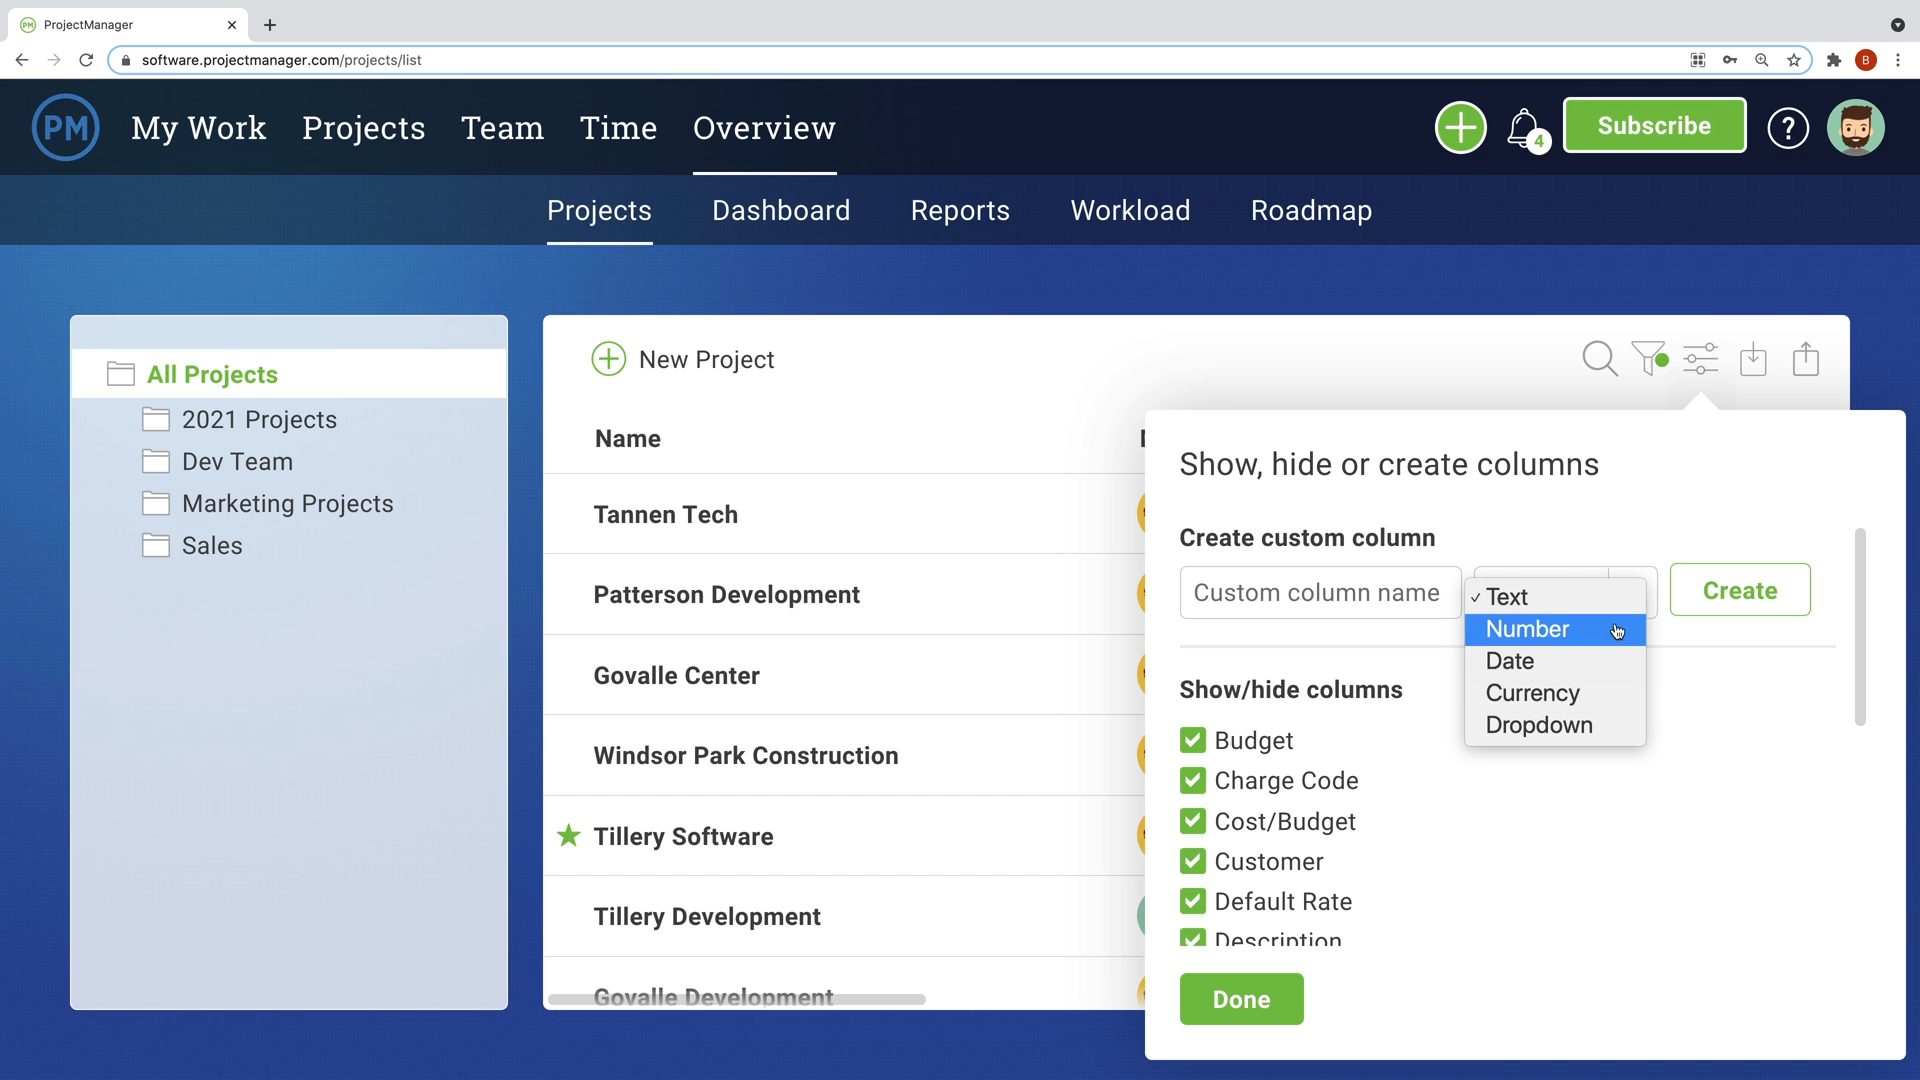 PM ProjectManager
software.projectmanager.com/projects/list
B
PM My Work Projects Team Time Overview
4 Subscribe ?
Projects Dashboard Reports Workload Roadmap
All Projects
2021 Projects
Dev Team
Marketing Projects
Sales
New Project
Name
Tannen Tech
Patterson Development
Govalle Center
Windsor Park Construction
Tillery Software
Tillery Development
Govalle Development
Show, hide or create columns
Create custom column
Custom column name
Text
Number
Date
Currency
Dropdown
Create
Show/hide columns
Budget
Charge Code
Cost/Budget
Customer
Default Rate
Description
Done